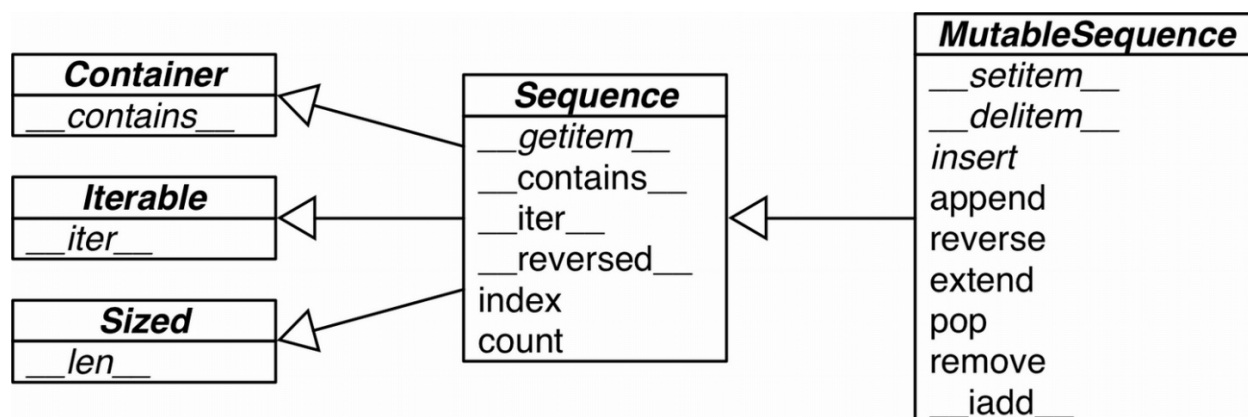 Container
__contains__
Iterable
__iter__
Sized
__len__
Sequence
__getitem__
__contains__
__iter__
__reversed__
index
count
MutableSequence
__setitem__
__delitem__
insert
append
reverse
extend
pop
remove
__iadd__